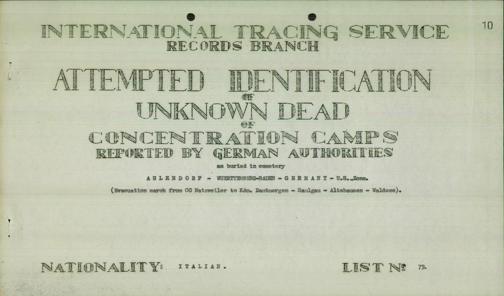 10
INTERNATIONAL TRACING SERVICE
RECORDS BRANCH
ATTEMPTED IDENTIFICATION
OF
UNKNOWN DEAD
OF
CONCENTRATION CAMPS
REPORTED BY GERMAN AUTHORITIES
as buried in cemetery
AHLENDORF - WUERTTEMBERG-BADEN - GERMANY - U.S. Zone.
(Evacuation march from CC Natzweiler to Kdo. Dautmergen - Saulgau - Altshausen - Waldsee).
NATIONALITY: ITALIAN.
LIST Nº 73.